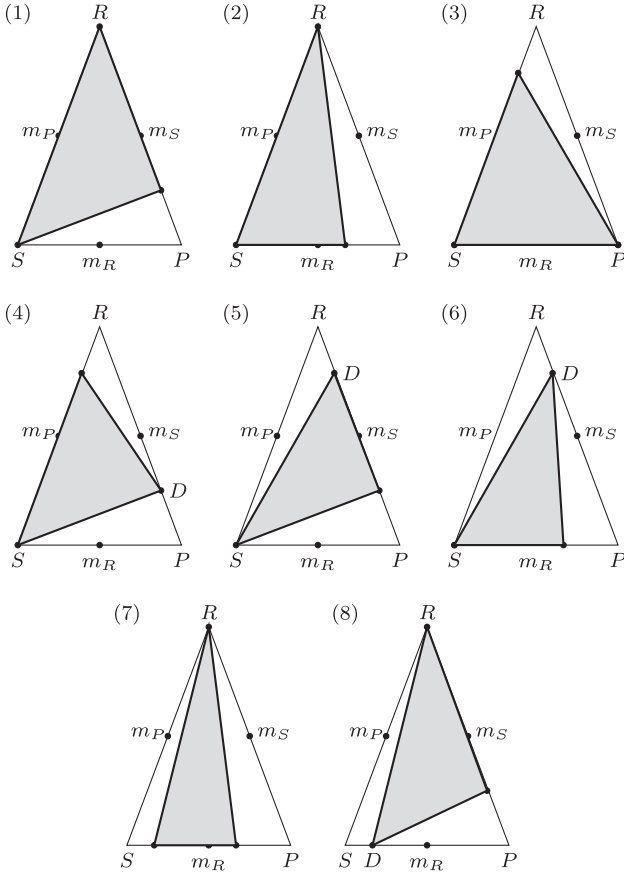 (1) R (2) R (3) R
m_P m_S m_P m_S m_P m_S
S m_R P S m_R P S m_R P
(4) R (5) R (6) R
D D
m_P m_S m_P m_S m_P m_S
D
S m_R P S m_R P S m_R P
(7) R (8) R
m_P m_S m_P m_S
S m_R P S D m_R P